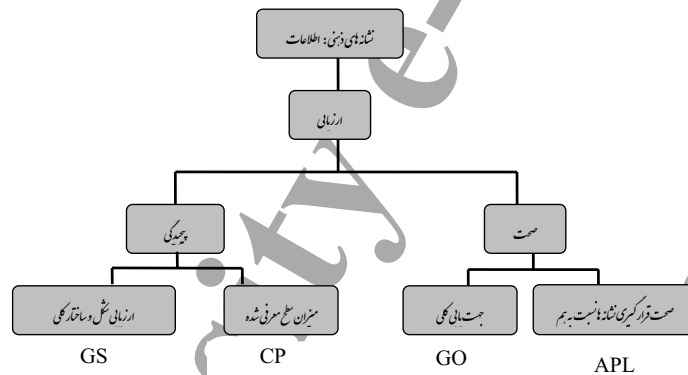 نشانه های ذهنی: اطلاعات
ارزیابی
صحت
پیچیدگی
صحت قرارگیری نشانه ها نسبت به هم
جهت یابی کلی
میزان سطح معرفی شده
ارزیابی شکل و ساختار کلی
APL
GO
CP
GS